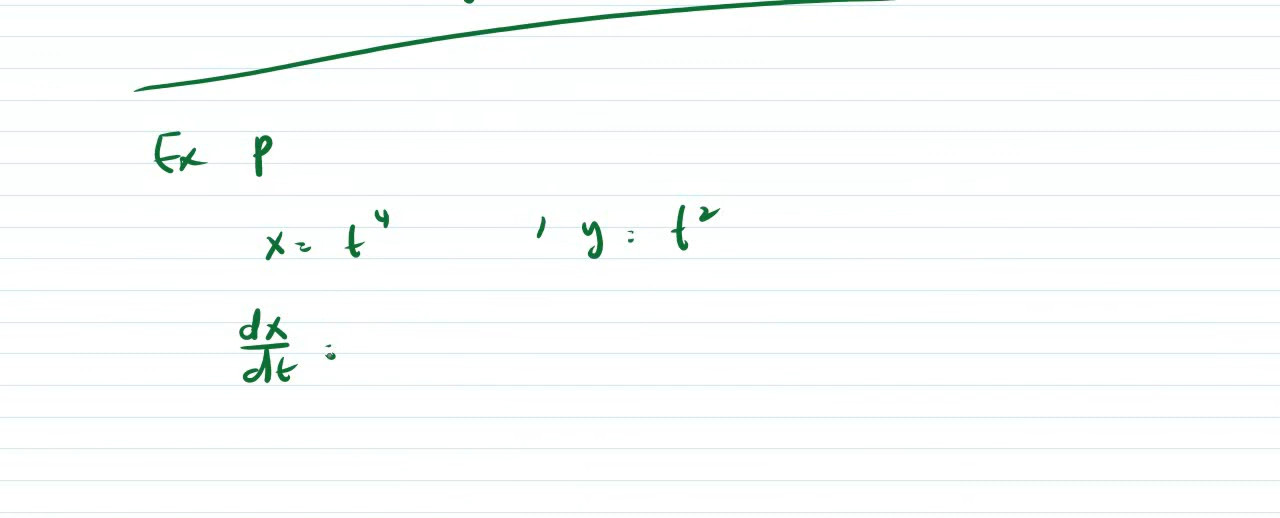 Ex P
x = t⁴ , y = t²
dx/dt =